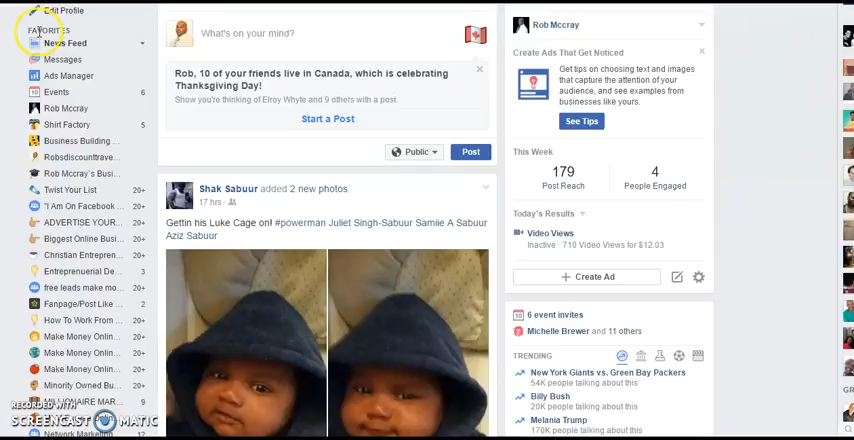 Edit Profile
FAVORITES
News Feed
Messages
Ads Manager
Events 6
Rob Mccray
Shirt Factory 5
Business Building ...
Robsdiscounttrave...
Rob Mccray`s Busi...
Twist Your List 20+
"I Am On Facebook ... 20+
ADVERTISE YOUR... 20+
Biggest Online Busi... 20+
Christian Entrepren... 20+
Entreprenuerial De... 3
free leads make mo... 20+
Fanpage/Post Like ... 2
How To Work From ... 20+
Make Money Onlin... 20+
Make Money Onlin... 20+
Make Money Onlin... 20+
Minority Owned Bu... 20+
MILLIONAIRE MAR... 9
20+
Network Marketing ... 12
RECORDED WITH
SCREENCAST MATIC
What's on your mind?
Rob, 10 of your friends live in Canada, which is celebrating
Thanksgiving Day!
Show you're thinking of Elroy Whyte and 9 others with a post.
Start a Post
Public
Post
Shak Sabuur added 2 new photos
17 hrs
Gettin his Luke Cage on! #powerman Juliet Singh-Sabuur Samiie A Sabuur
Aziz Sabuur
Rob Mccray
Create Ads That Get Noticed
Get tips on choosing text and images
that capture the attention of your
audience, and see examples from
businesses like yours.
See Tips
This Week
179 4
Post Reach People Engaged
Today's Results
Video Views
Inactive · 710 Video Views for $12.03
+ Create Ad
6 event invites
Michelle Brewer and 11 others
TRENDING
New York Giants vs. Green Bay Packers
54K people talking about this
Billy Bush
20K people talking about this
Melania Trump
170K people talking about this
GR